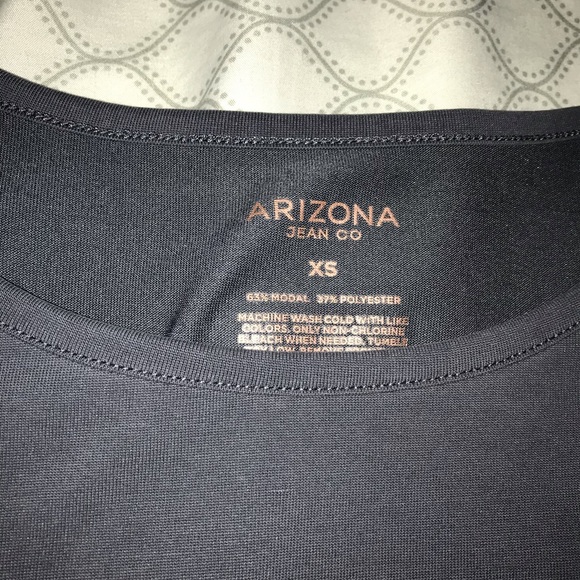 ARIZONA
JEAN CO
XS
63% MODAL 37% POLYESTER
MACHINE WASH COLD WITH LIKE
COLORS. ONLY NON-CHLORINE
BLEACH WHEN NEEDED. TUMBLE